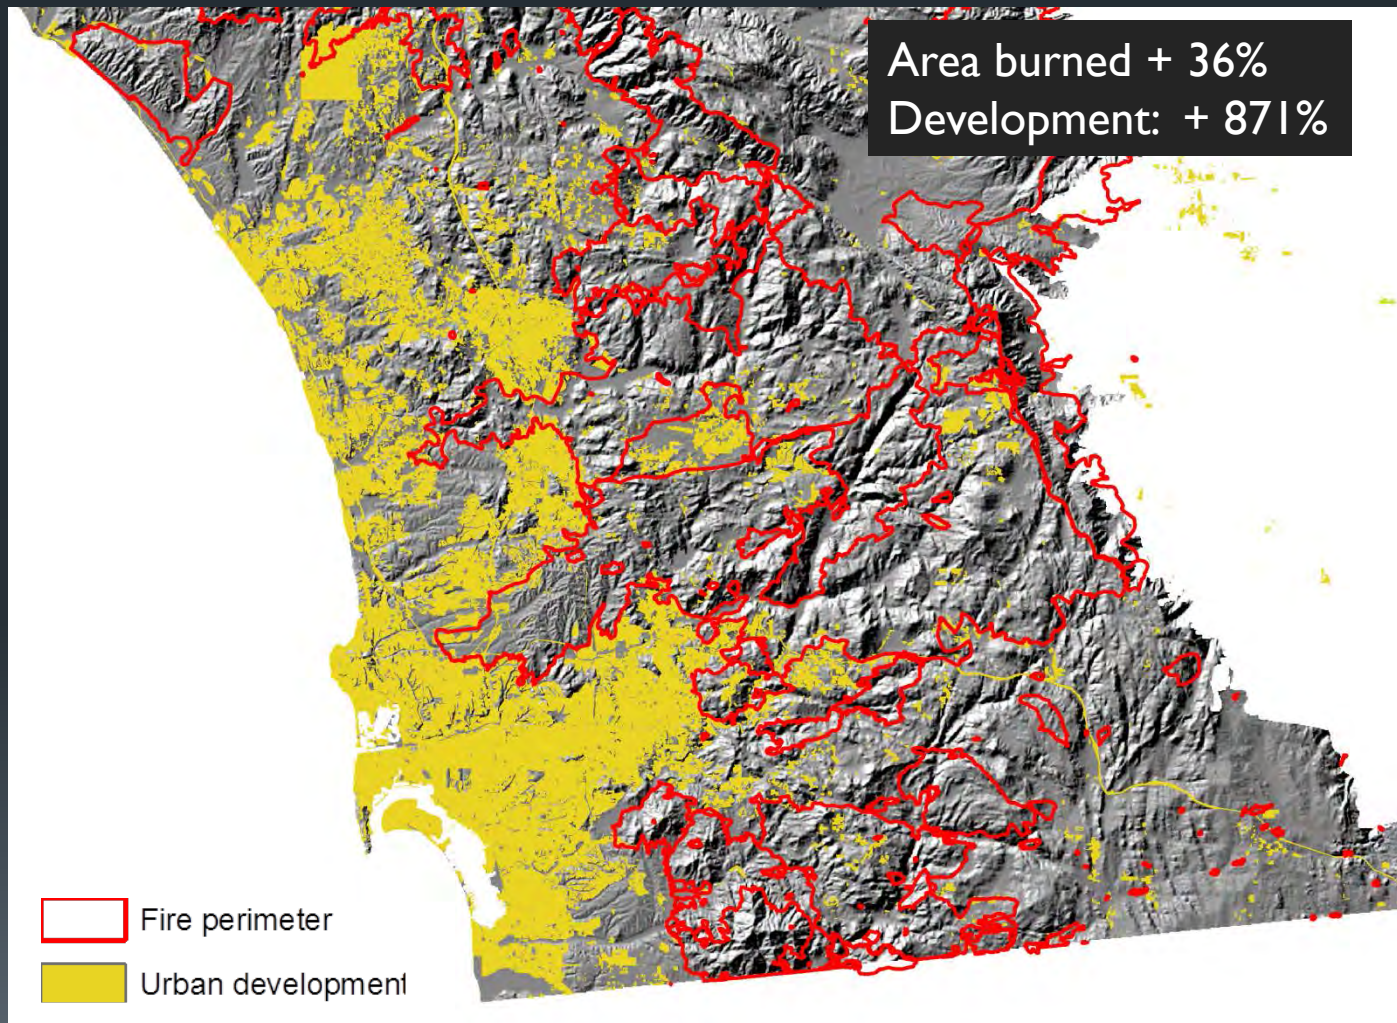 Area burned + 36%
Development: + 871%
Fire perimeter
Urban development